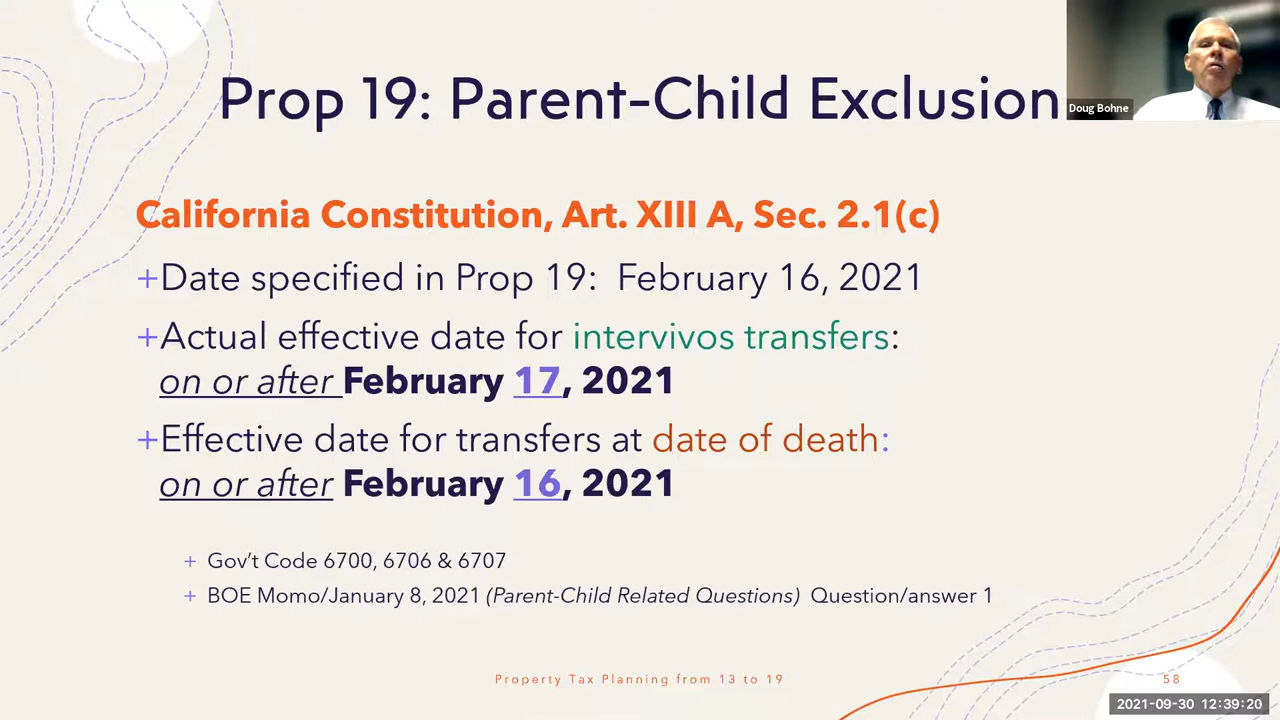 Prop 19: Parent-Child Exclusion
Doug Bohne
California Constitution, Art. XIII A, Sec. 2.1(c)
+Date specified in Prop 19: February 16, 2021
+Actual effective date for intervivos transfers:
on or after February 17, 2021
+Effective date for transfers at date of death:
on or after February 16, 2021
+ Gov't Code 6700, 6706 & 6707
+ BOE Momo/January 8, 2021 (Parent-Child Related Questions) Question/answer 1
Property Tax Planning from 13 to 19
58
2021-09-30 12:39:20